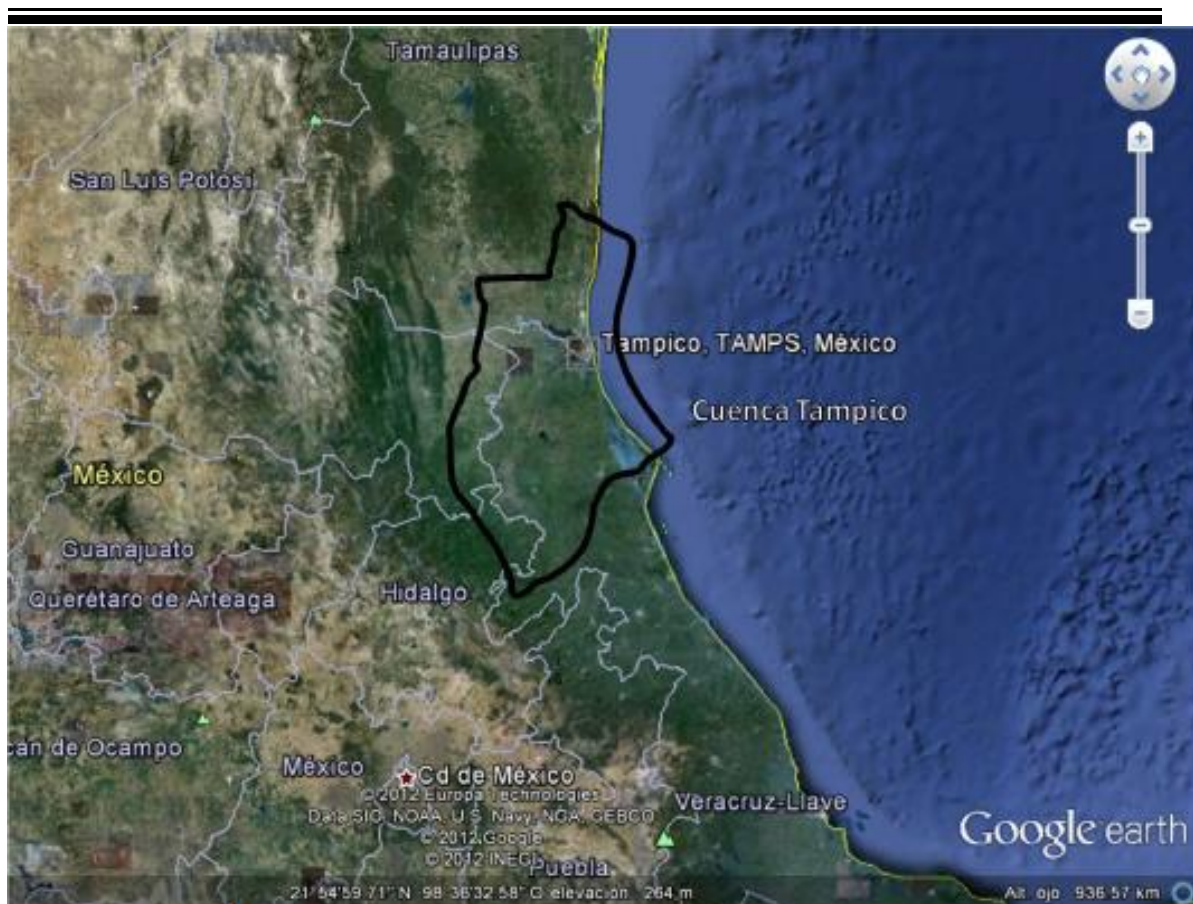 Tamaulipas
San Luis Potosí
Tampico, TAMPS, México
Cuenca Tampico
México
Guanajuato
Querétaro de Arteaga
Hidalgo
cán de Ocampo
México
Cd de México
© 2012 Europa Technologies
Data SIO, NOAA, U.S. Navy, NGA, GEBCO
© 2012 Google
© 2012 INEGI
Veracruz-Llave
Puebla
Google earth
21°54'59.71" N 98°36'32.58" O elevación 264 m
Alt. ojo 936.57 km